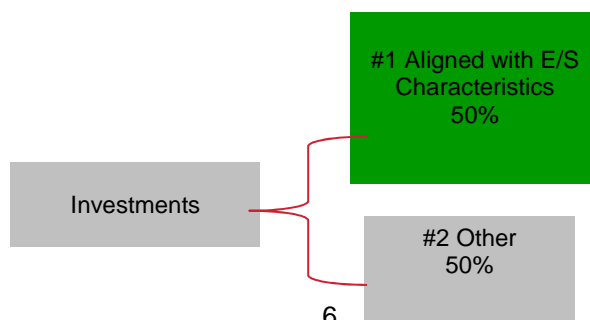 #1 Aligned with E/S
Characteristics
50%
Investments
#2 Other
50%
6